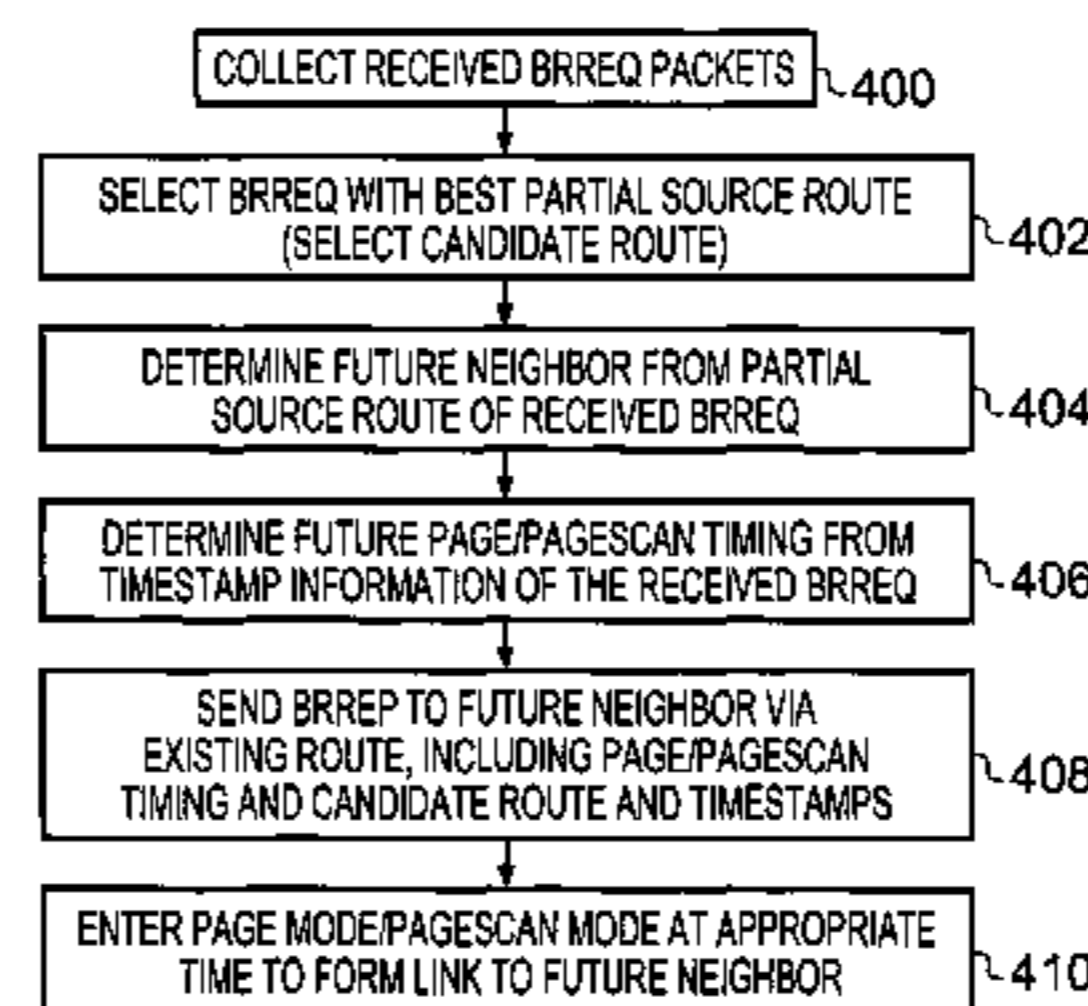 COLLECT RECEIVED BRREQ PACKETS
400
SELECT BRREQ WITH BEST PARTIAL SOURCE ROUTE
(SELECT CANDIDATE ROUTE)
402
DETERMINE FUTURE NEIGHBOR FROM PARTIAL
SOURCE ROUTE OF RECEIVED BRREQ
404
DETERMINE FUTURE PAGE/PAGESCAN TIMING FROM
TIMESTAMP INFORMATION OF THE RECEIVED BRREQ
406
SEND BRREP TO FUTURE NEIGHBOR VIA
EXISTING ROUTE, INCLUDING PAGE/PAGESCAN
TIMING AND CANDIDATE ROUTE AND TIMESTAMPS
408
ENTER PAGE MODE/PAGESCAN MODE AT APPROPRIATE
TIME TO FORM LINK TO FUTURE NEIGHBOR
410